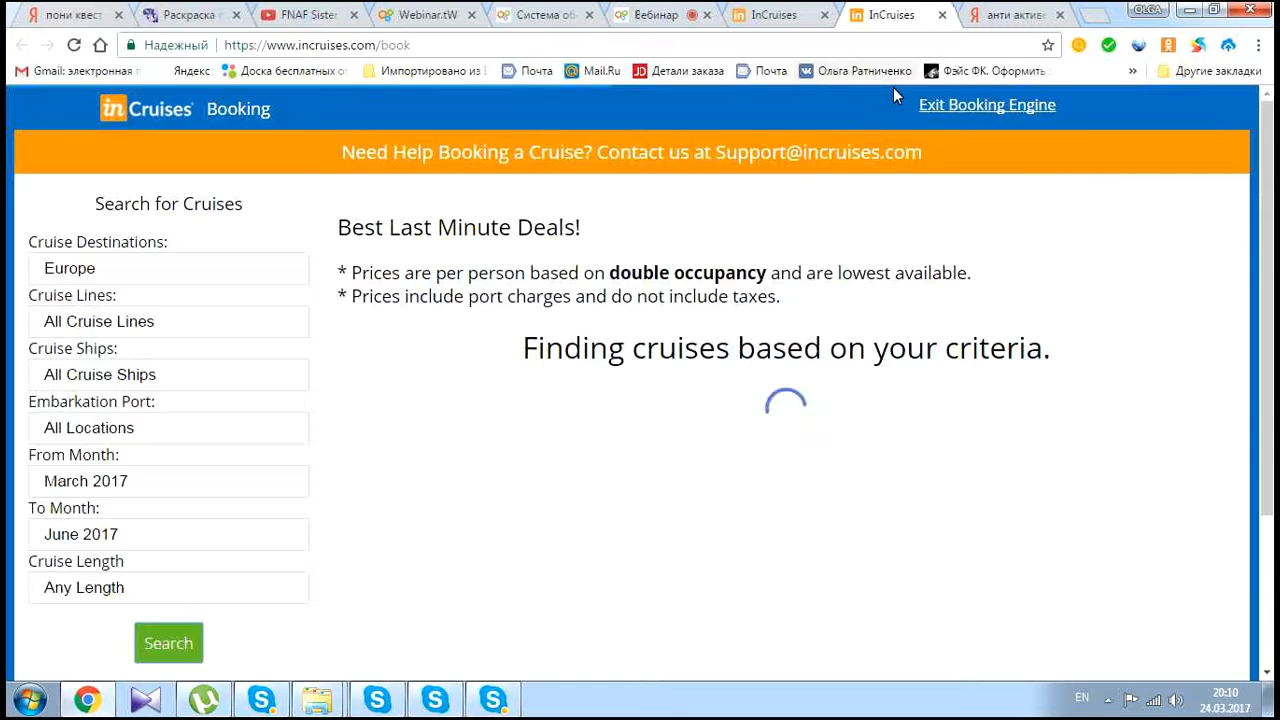 пони квест
Раскраска п
FNAF Sister
Webinar.tW
Система об
Eебинар
InCruises
InCruises
анти активе
OLGA
Надежный
https://www.incruises.com/book
Gmail: электронная п
Яндекс
Доска бесплатных о
Импортировано из I
Почта
Mail.Ru
Детали заказа
Почта
Ольга Ратниченко
Фэйс ФК. Оформить
»
Другие закладки
inCruises Booking
Exit Booking Engine
Need Help Booking a Cruise? Contact us at Support@incruises.com
Search for Cruises
Cruise Destinations:
Europe
Cruise Lines:
All Cruise Lines
Cruise Ships:
All Cruise Ships
Embarkation Port:
All Locations
From Month:
March 2017
To Month:
June 2017
Cruise Length
Any Length
Search
Best Last Minute Deals!
* Prices are per person based on double occupancy and are lowest available.
* Prices include port charges and do not include taxes.
Finding cruises based on your criteria.
EN
20:10
24.03.2017